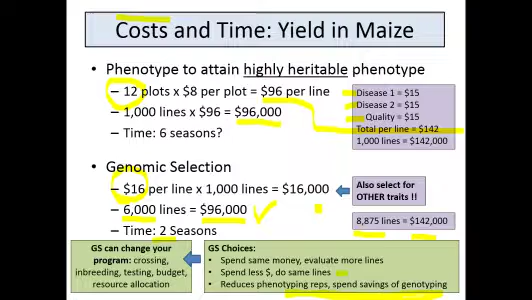 Costs and Time: Yield in Maize
• Phenotype to attain highly heritable phenotype
– 12 plots x $8 per plot = $96 per line
– 1,000 lines x $96 = $96,000
– Time: 6 seasons?
Disease 1 = $15
Disease 2 = $15
Quality = $15
Total per line = $142
1,000 lines = $142,000
• Genomic Selection
– $16 per line x 1,000 lines = $16,000
– 6,000 lines = $96,000
– Time: 2 Seasons
Also select for
OTHER traits !!
8,875 lines = $142,000
GS can change your
program: crossing,
inbreeding, testing, budget,
resource allocation
GS Choices:
• Spend same money, evaluate more lines
• Spend less $, do same lines
• Reduces phenotyping reps, spend savings of genotyping